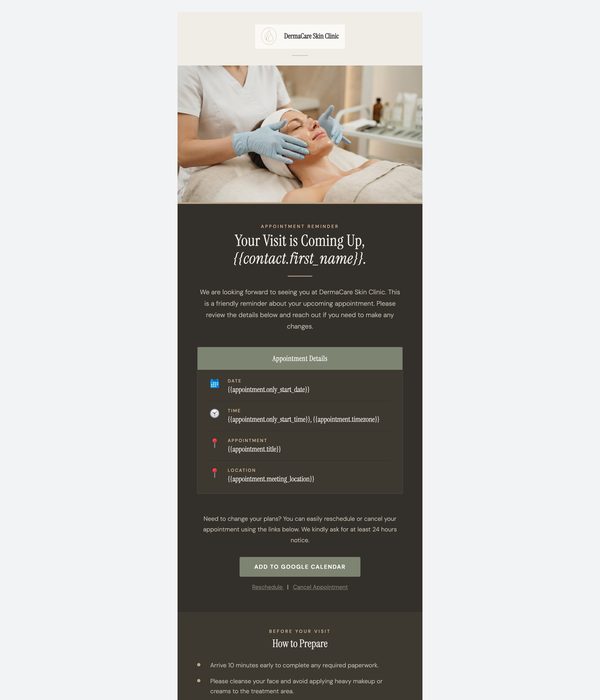 DermaCare Skin Clinic
APPOINTMENT REMINDER
Your Visit is Coming Up,
{{contact.first_name}}.
We are looking forward to seeing you at DermaCare Skin Clinic. This
is a friendly reminder about your upcoming appointment. Please
review the details below and reach out if you need to make any
changes.
Appointment Details
DATE
{{appointment.only_start_date}}
TIME
{{appointment.only_start_time}}, {{appointment.timezone}}
APPOINTMENT
{{appointment.title}}
LOCATION
{{appointment.meeting_location}}
Need to change your plans? You can easily reschedule or cancel your
appointment using the links below. We kindly ask for at least 24 hours
notice.
ADD TO GOOGLE CALENDAR
Reschedule | Cancel Appointment
BEFORE YOUR VISIT
How to Prepare
Arrive 10 minutes early to complete any required paperwork.
Please cleanse your face and avoid applying heavy makeup or
creams to the treatment area.